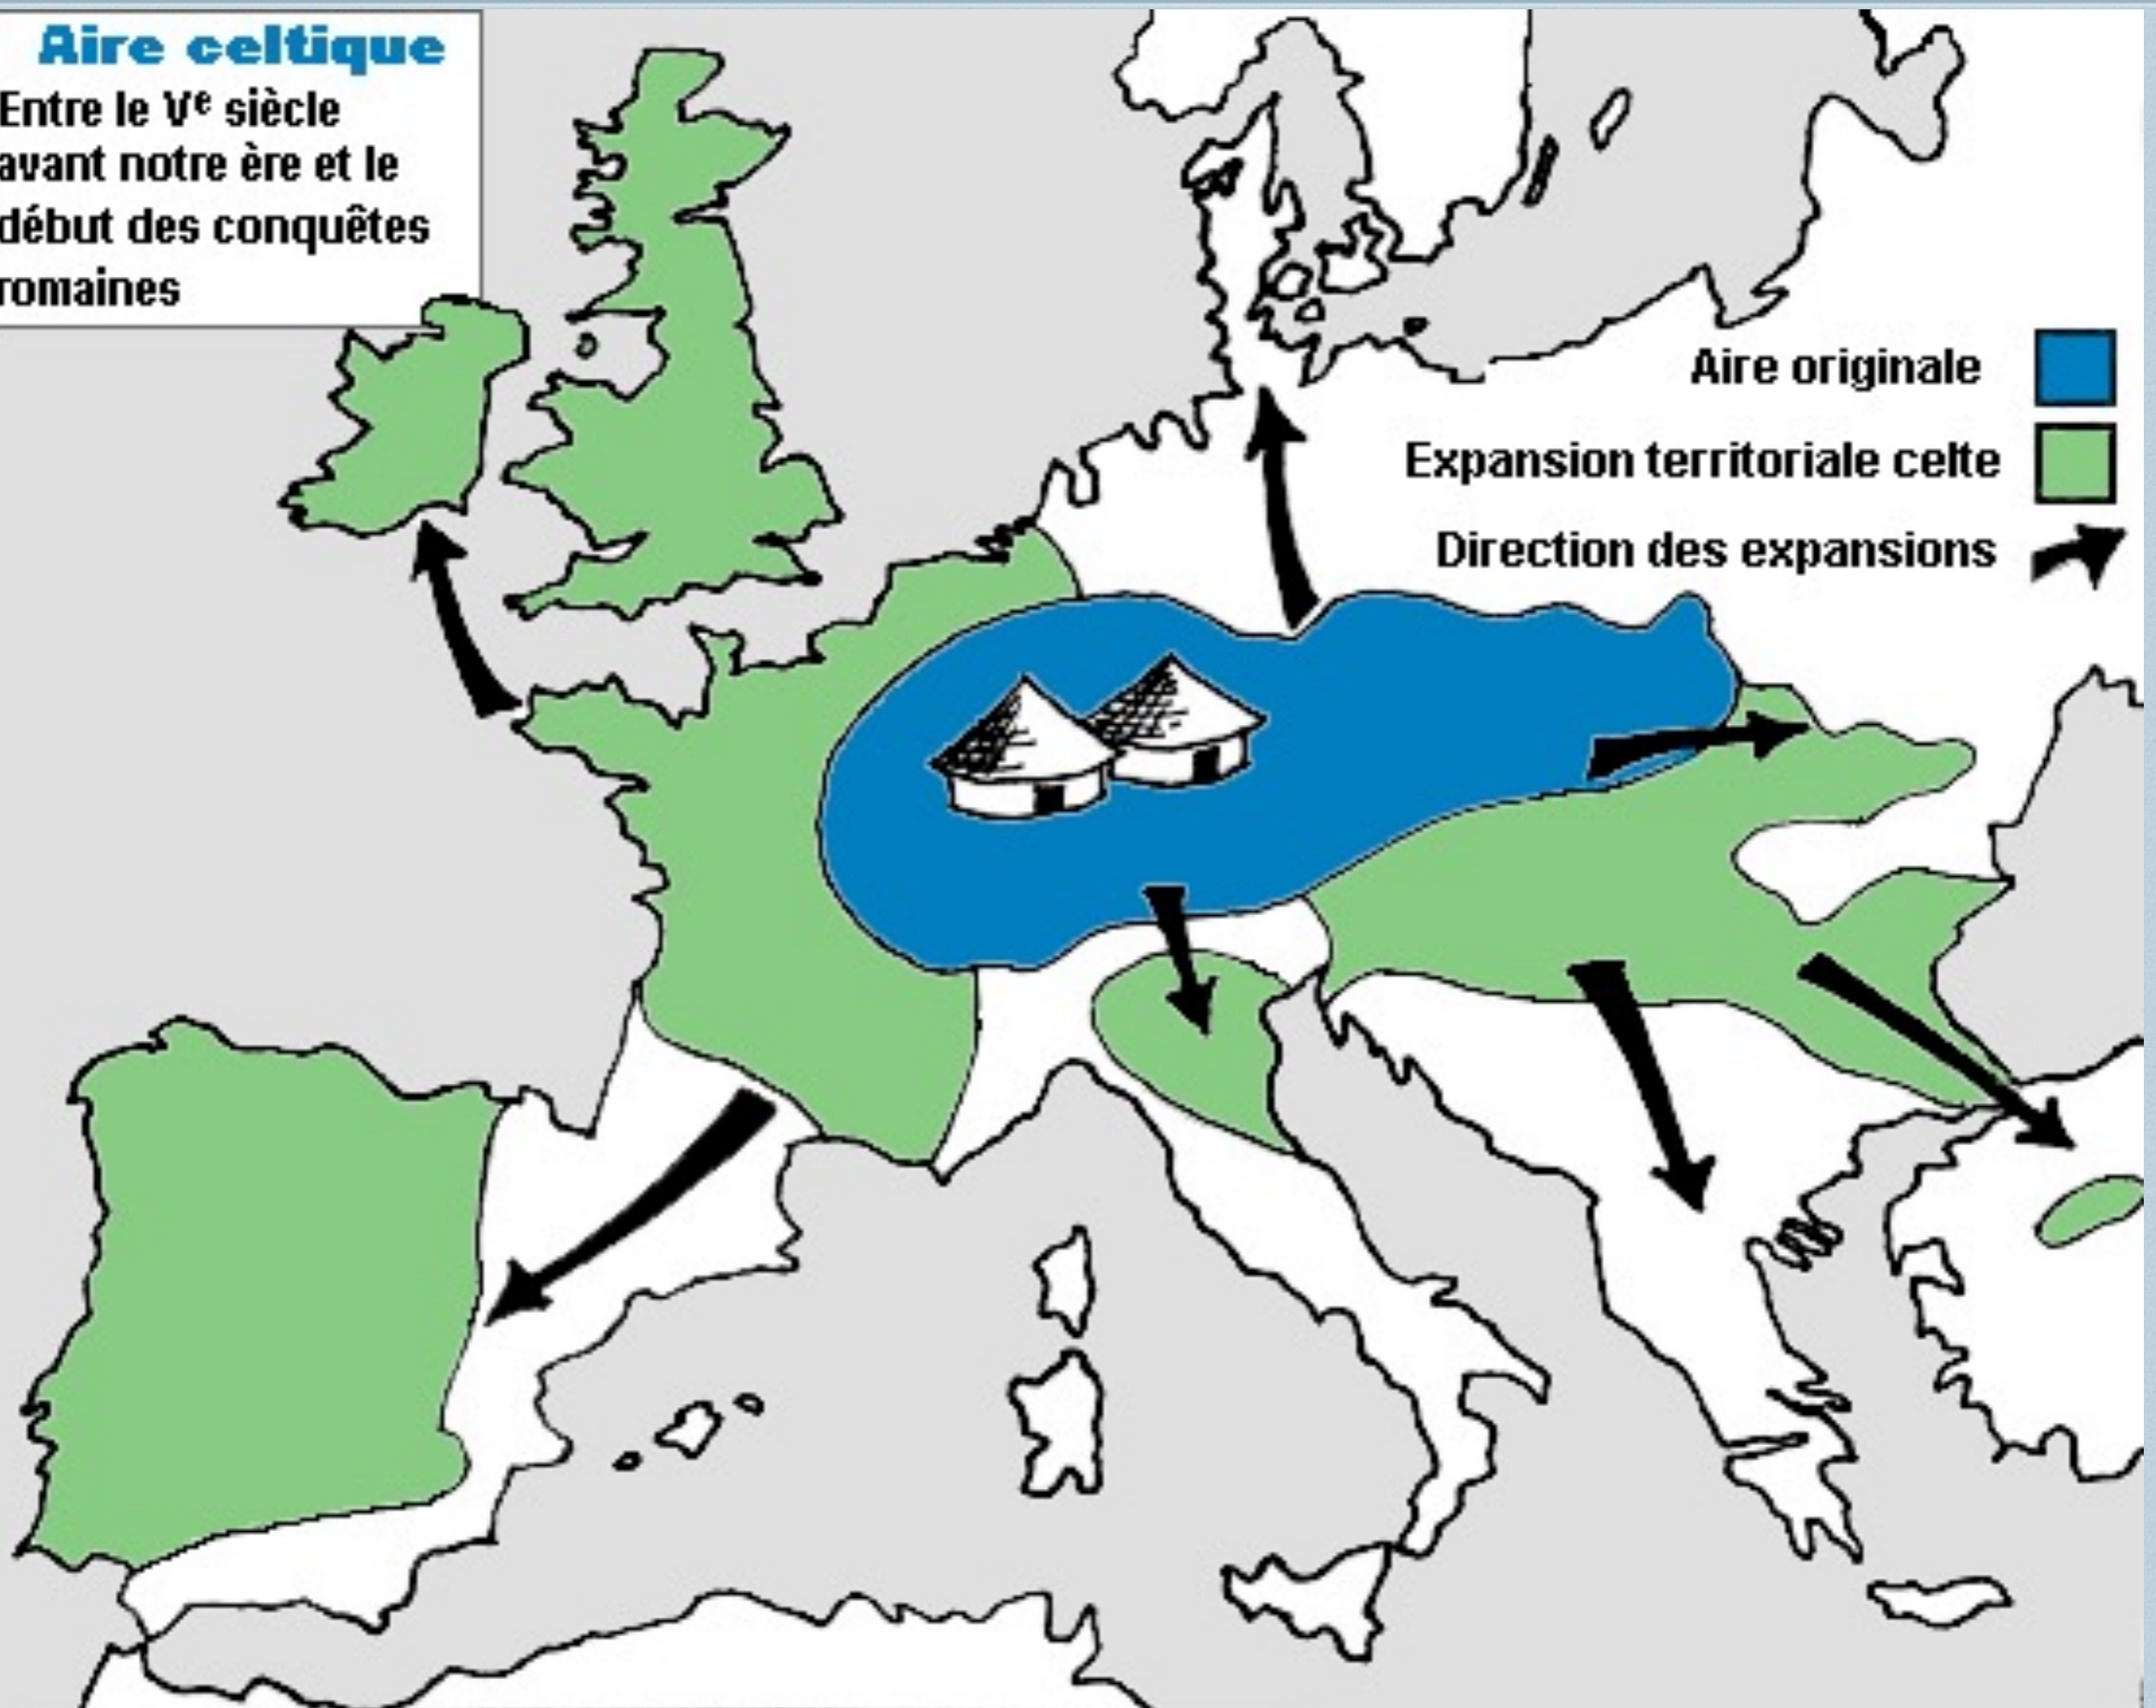 Aire celtique
Entre le Ve siècle
avant notre ère et le
début des conquêtes
romaines
Aire originale
Expansion territoriale celte
Direction des expansions